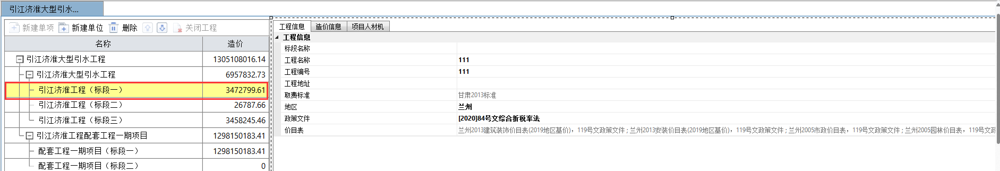 引江济淮大型引水...
新建单项 新建单位 删除 关闭工程
名称 造价
引江济淮大型引水工程 1305108016.14
引江济淮大型引水工程 6957832.73
引江济淮工程（标段一） 3472799.61
引江济淮工程（标段二） 26787.66
引江济淮工程（标段三） 3458245.46
引江济淮工程配套工程一期项目 1298150183.41
配套工程一期项目（标段一） 1298150183.41
配套工程一期项目（标段二） 0
工程信息 造价信息 项目人材机
工程信息
标段名称
工程名称 111
工程编号 111
工程地址
取费标准 甘肃2013标准
地区 兰州
政策文件 [2020]84号文综合折税率法
价目表 兰州2013建筑装饰价目表(2019地区基价)，119号文政策文件；兰州2013安装价目表(2019地区基价)，119号文政策文件；兰州2005市政价目表，119号文政策文件；兰州2005园林价目表，119号文政